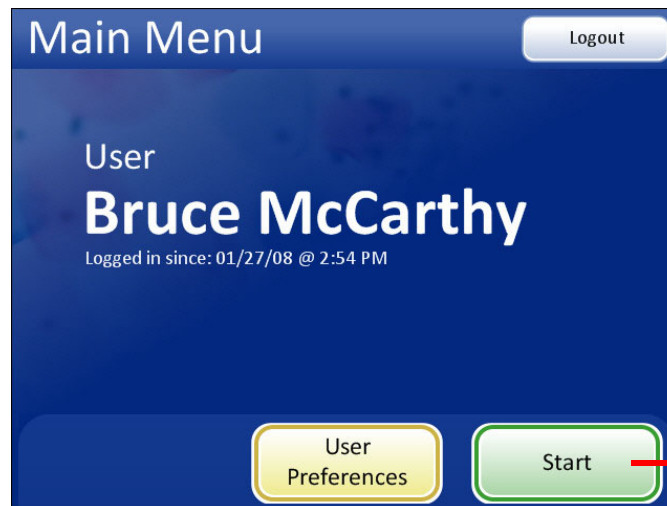 Main Menu
Logout
User
Bruce McCarthy
Logged in since: 01/27/08 @ 2:54 PM
User
Preferences
Start